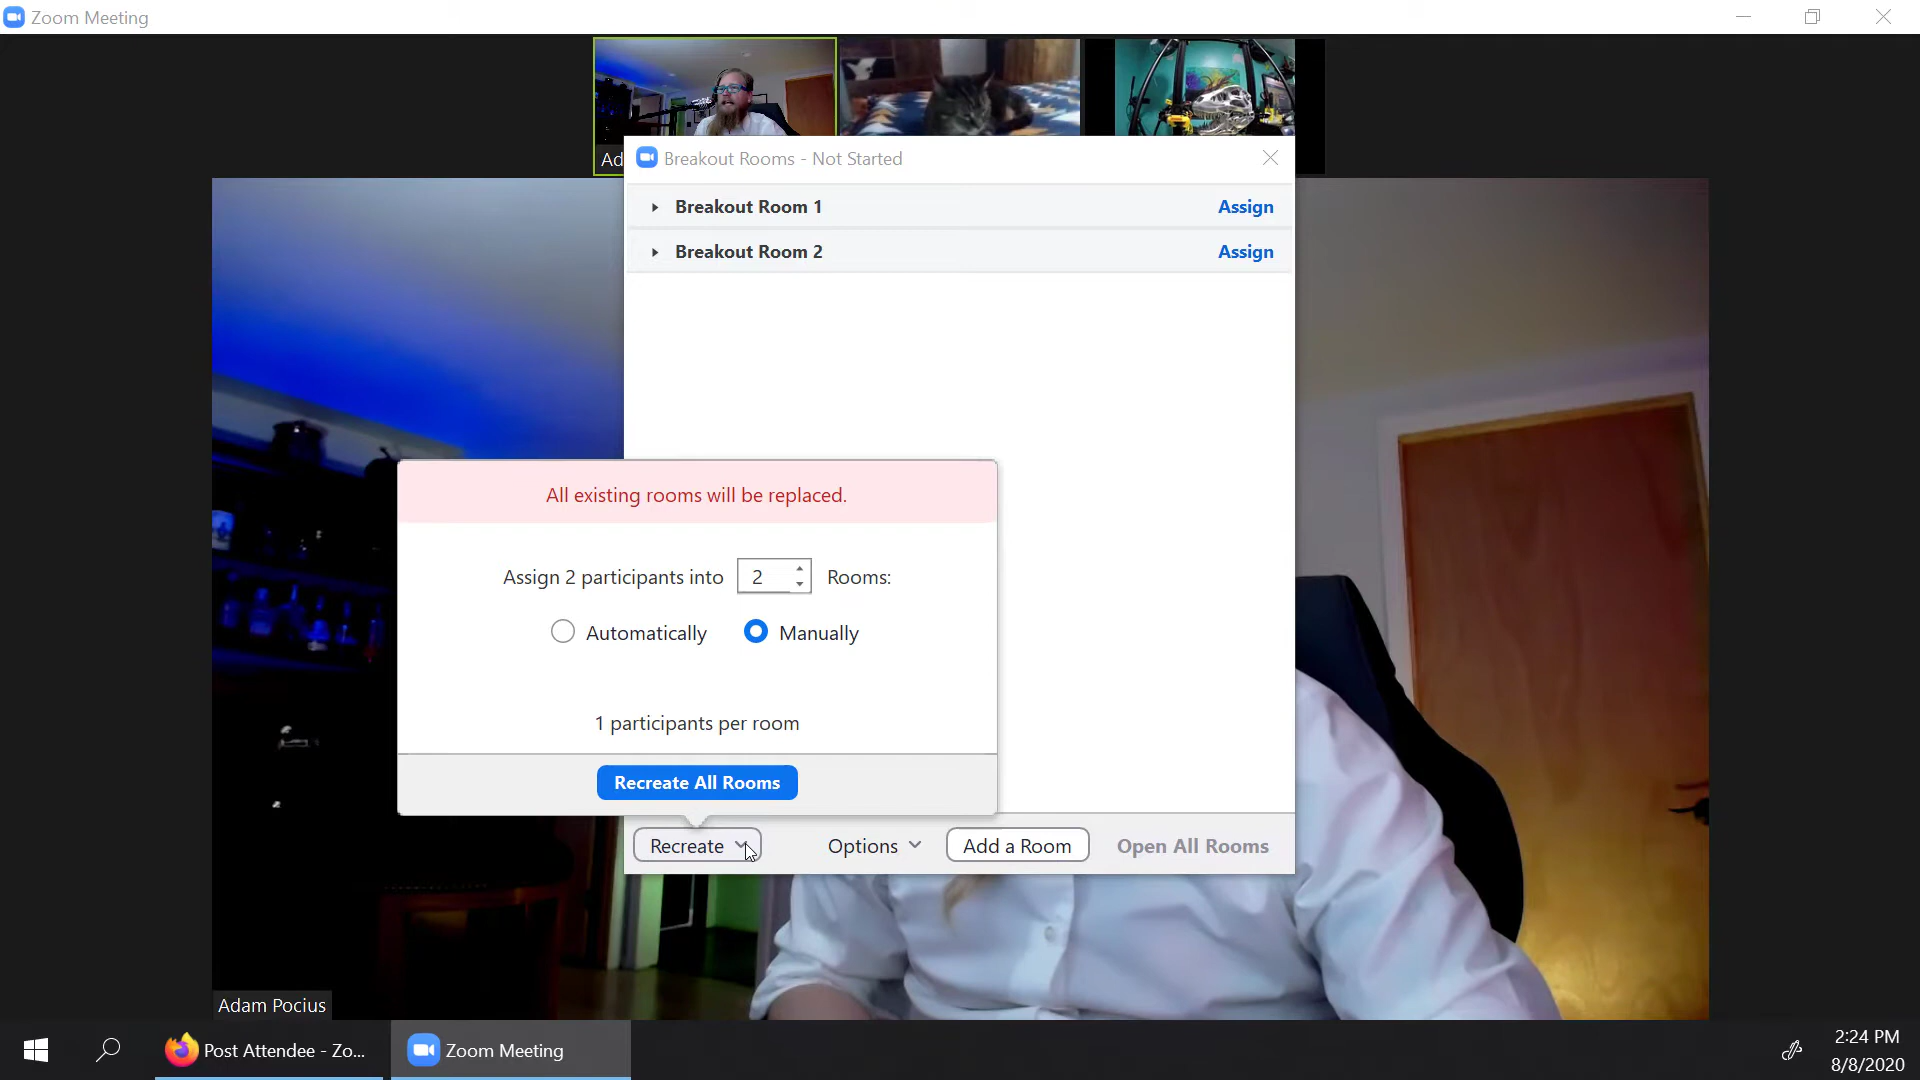 Zoom Meeting
Ad
Breakout Rooms - Not Started
Breakout Room 1 Assign
Breakout Room 2 Assign
All existing rooms will be replaced.
Assign 2 participants into 2 Rooms:
Automatically Manually
1 participants per room
Recreate All Rooms
Recreate Options Add a Room Open All Rooms
Adam Pocius
Post Attendee - Zo...
Zoom Meeting
2:24 PM
8/8/2020